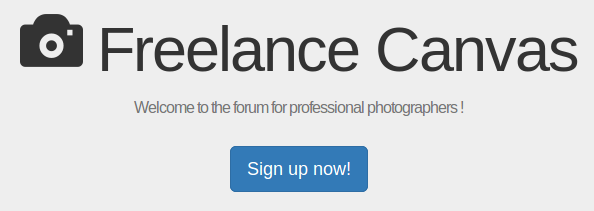 Freelance Canvas
Welcome to the forum for professional photographers !
Sign up now!